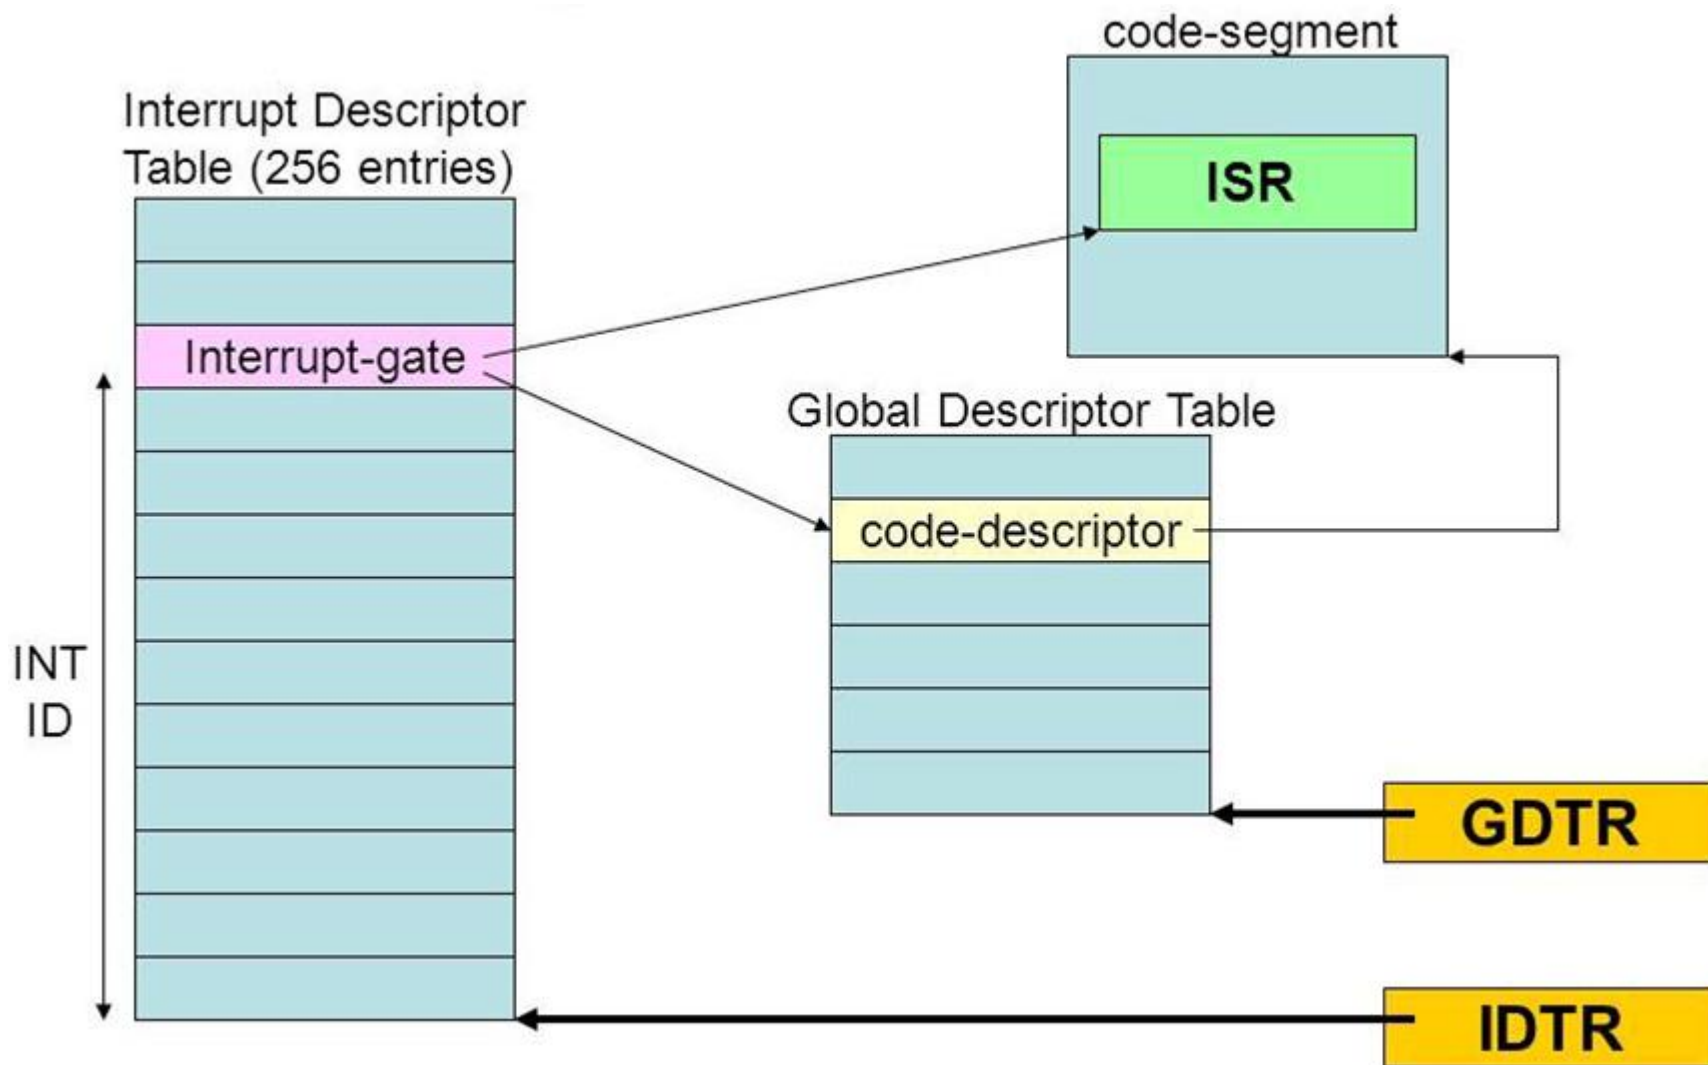 code-segment
Interrupt Descriptor
Table (256 entries)
ISR
Interrupt-gate
Global Descriptor Table
code-descriptor
INT
ID
GDTR
IDTR